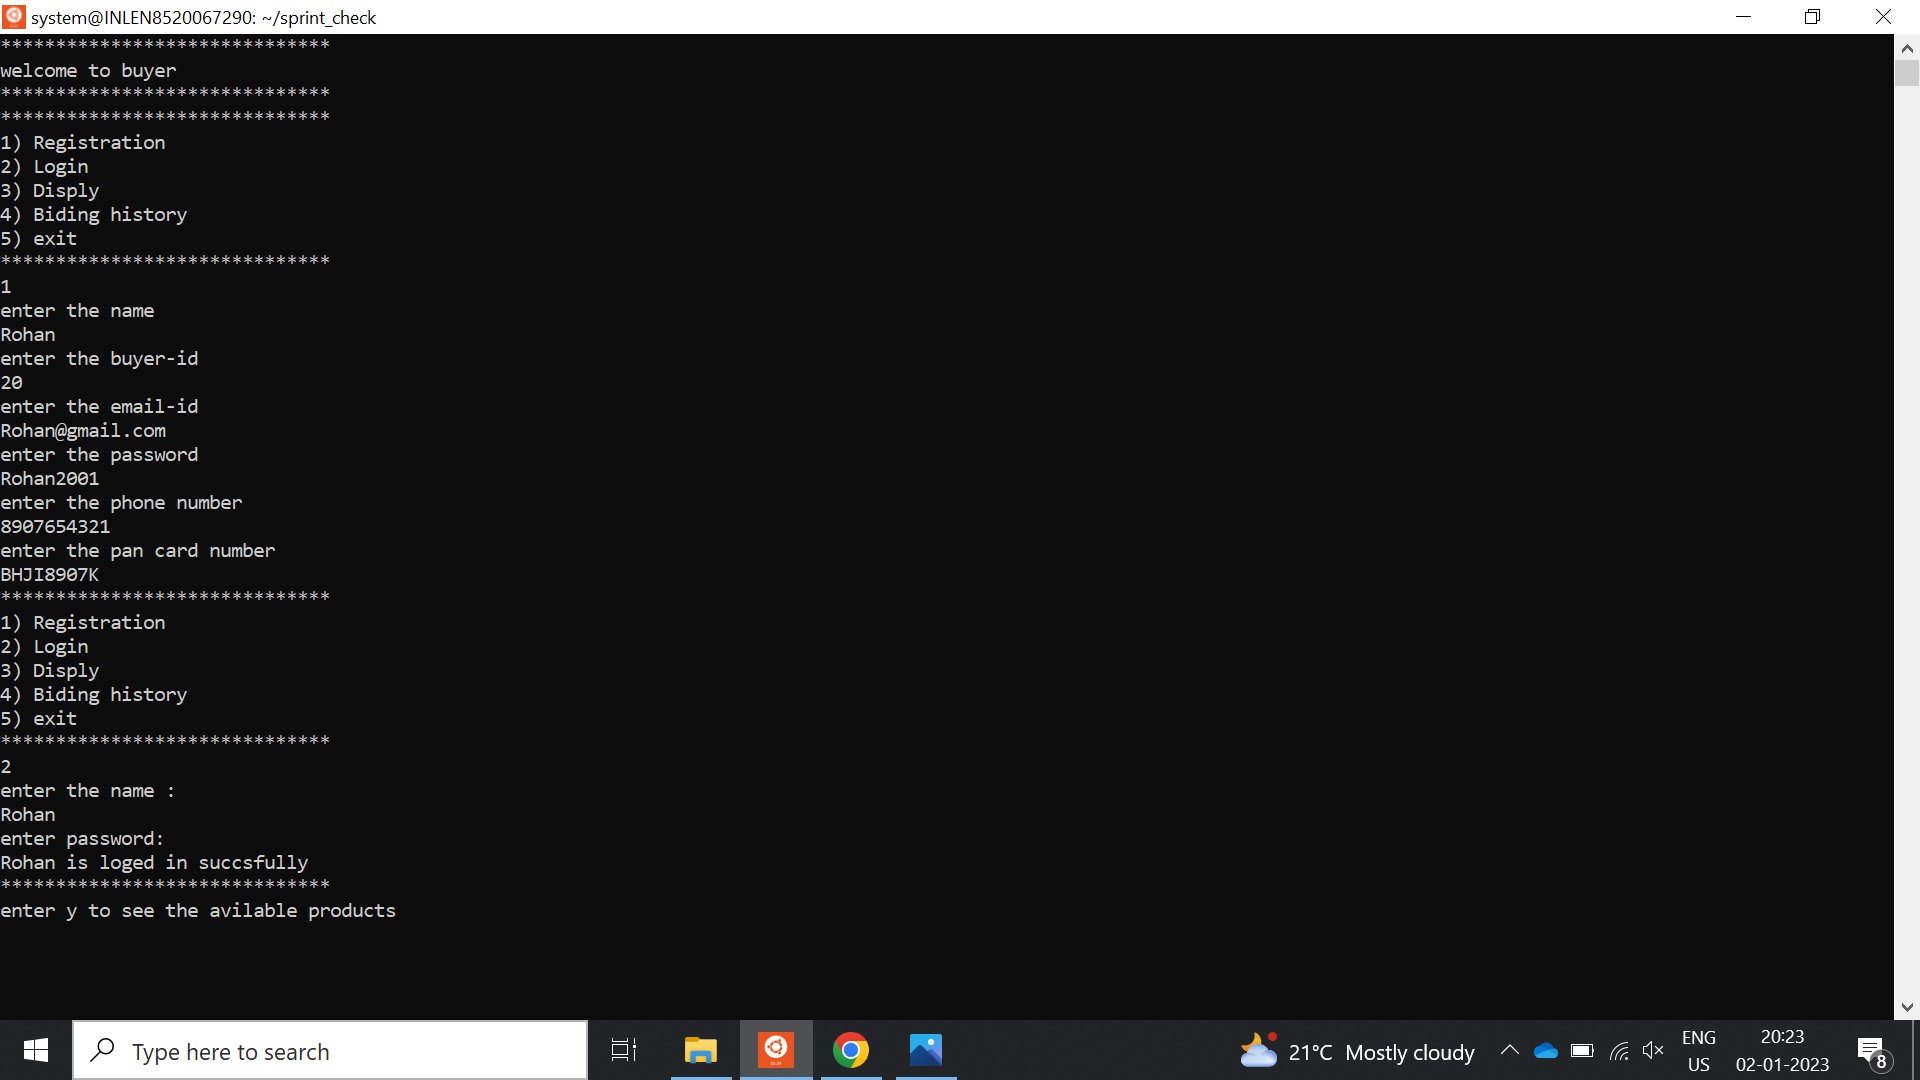 system@INLEN8520067290: ~/sprint_check
******************************
welcome to buyer
******************************
******************************
1) Registration
2) Login
3) Disply
4) Biding history
5) exit
******************************
1
enter the name
Rohan
enter the buyer-id
20
enter the email-id
Rohan@gmail.com
enter the password
Rohan2001
enter the phone number
8907654321
enter the pan card number
BHJI8907K
******************************
1) Registration
2) Login
3) Disply
4) Biding history
5) exit
******************************
2
enter the name :
Rohan
enter password:
Rohan is loged in succsfully
******************************
enter y to see the avilable products
Type here to search
21°C Mostly cloudy
ENG
US
20:23
02-01-2023
8